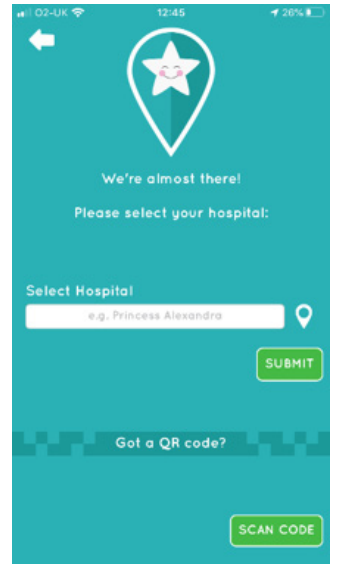 O2-UK 12:45 26%
We're almost there!
Please select your hospital:
Select Hospital
e.g. Princess Alexandra
SUBMIT
Got a QR code?
SCAN CODE